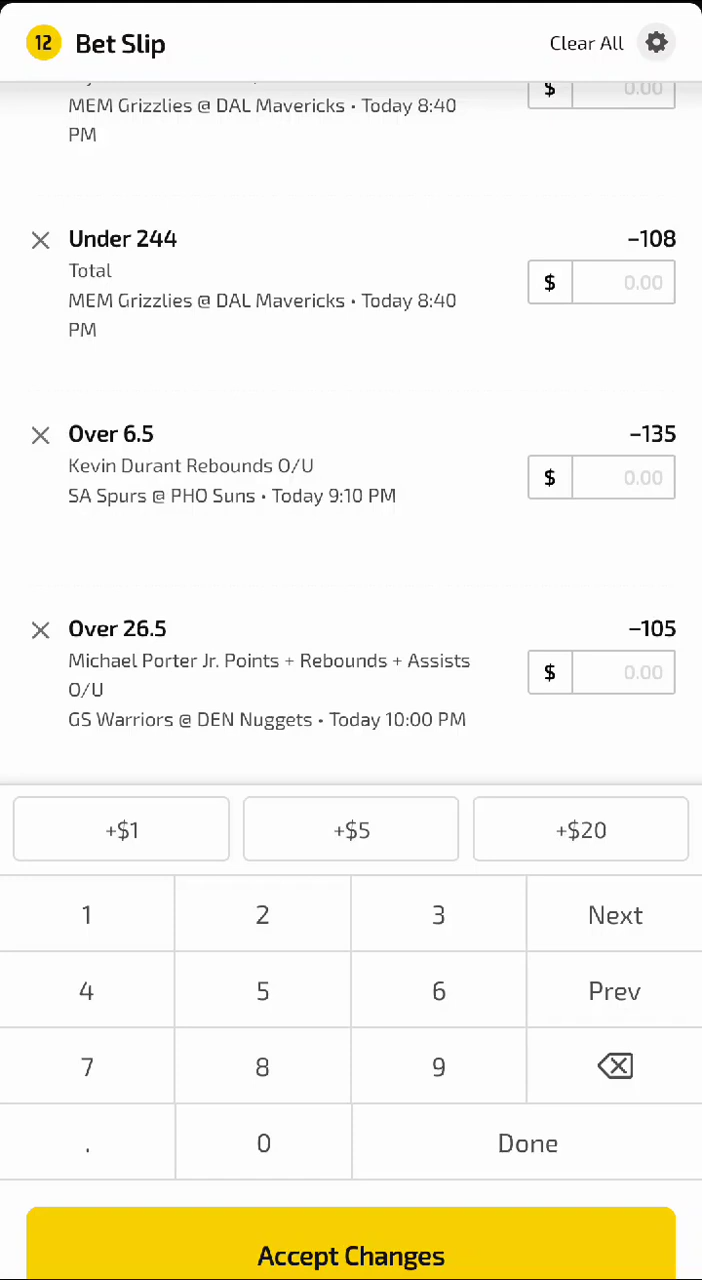 12 Bet Slip Clear All
$ 0.00
MEM Grizzlies @ DAL Mavericks • Today 8:40
PM
Under 244 −108
Total
$ 0.00
MEM Grizzlies @ DAL Mavericks • Today 8:40
PM
Over 6.5 −135
Kevin Durant Rebounds O/U
$ 0.00
SA Spurs @ PHO Suns • Today 9:10 PM
Over 26.5 −105
Michael Porter Jr. Points + Rebounds + Assists
O/U
$ 0.00
GS Warriors @ DEN Nuggets • Today 10:00 PM
+$1 +$5 +$20
1 2 3 Next
4 5 6 Prev
7 8 9
. 0 Done
Accept Changes